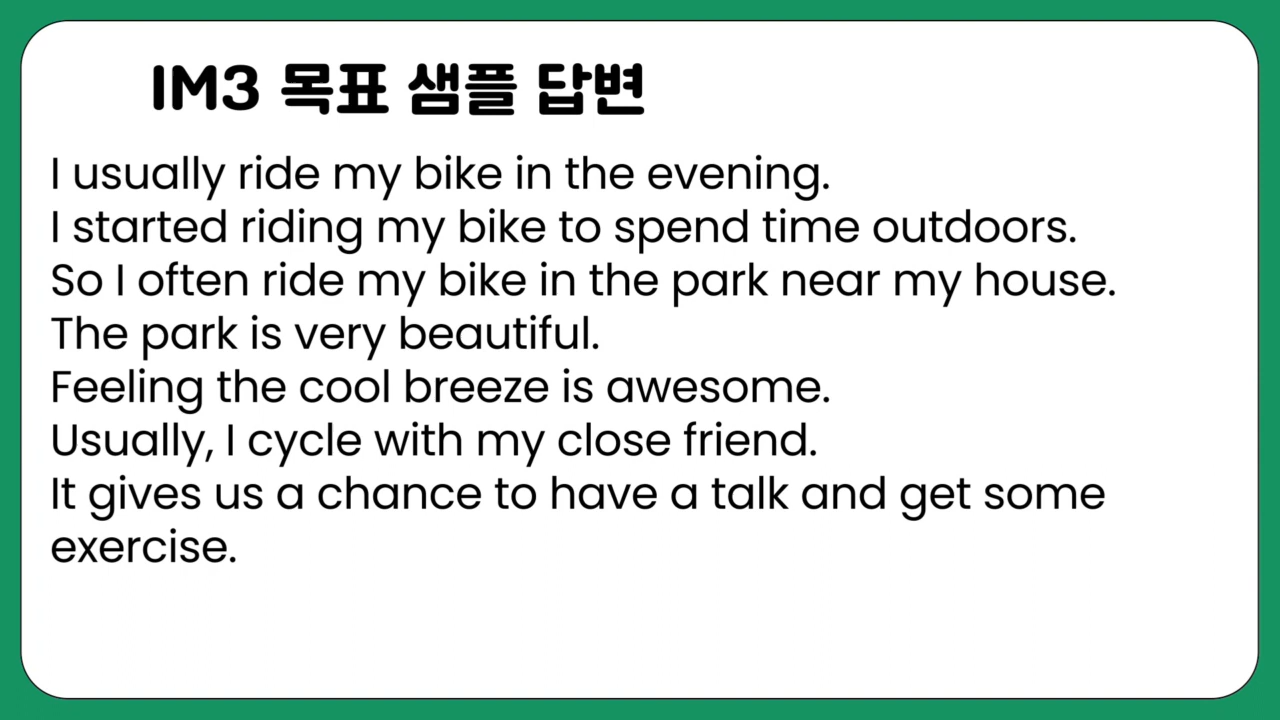 IM3 목표 샘플 답변
I usually ride my bike in the evening.
I started riding my bike to spend time outdoors.
So I often ride my bike in the park near my house.
The park is very beautiful.
Feeling the cool breeze is awesome.
Usually, I cycle with my close friend.
It gives us a chance to have a talk and get some
exercise.